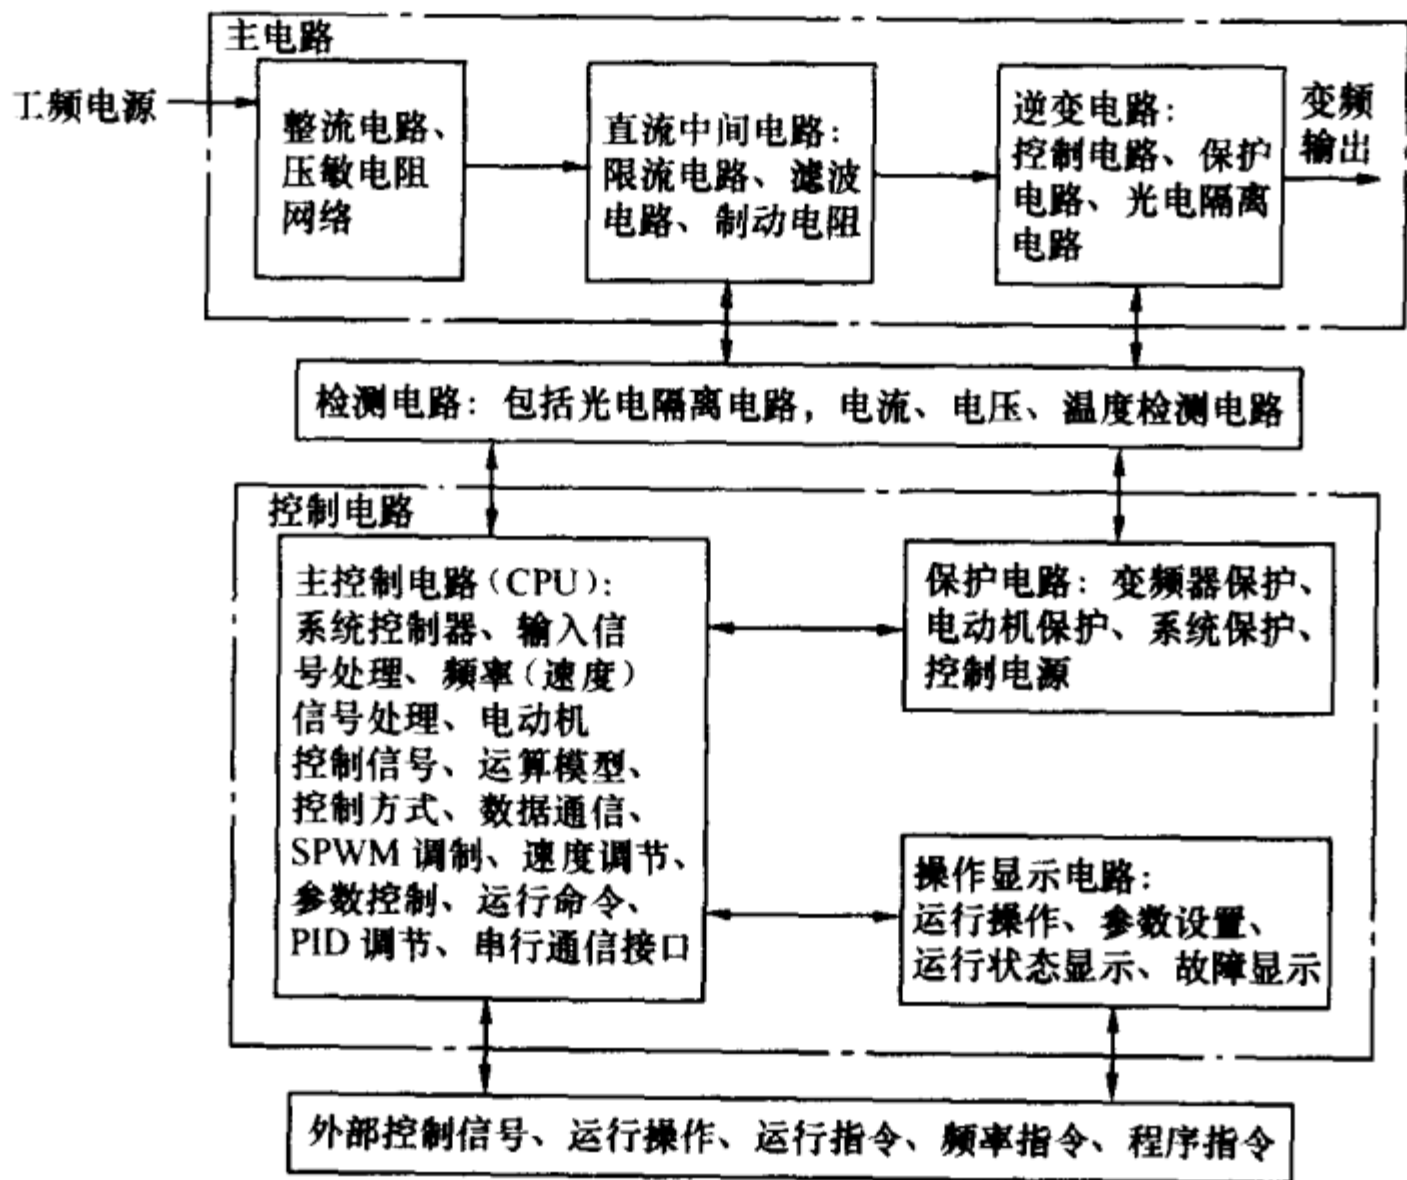 主电路
工频电源
整流电路、
压敏电阻
网络
直流中间电路：
限流电路、滤波
电路、制动电阻
逆变电路：
控制电路、保护
电路、光电隔离
电路
变频
输出
检测电路：包括光电隔离电路，电流、电压、温度检测电路
控制电路
主控制电路（CPU）：
系统控制器、输入信
号处理、频率（速度）
信号处理、电动机
控制信号、运算模型、
控制方式、数据通信、
SPWM 调制、速度调节、
参数控制、运行命令、
PID 调节、串行通信接口
保护电路：变频器保护、
电动机保护、系统保护、
控制电源
操作显示电路：
运行操作、参数设置、
运行状态显示、故障显示
外部控制信号、运行操作、运行指令、频率指令、程序指令